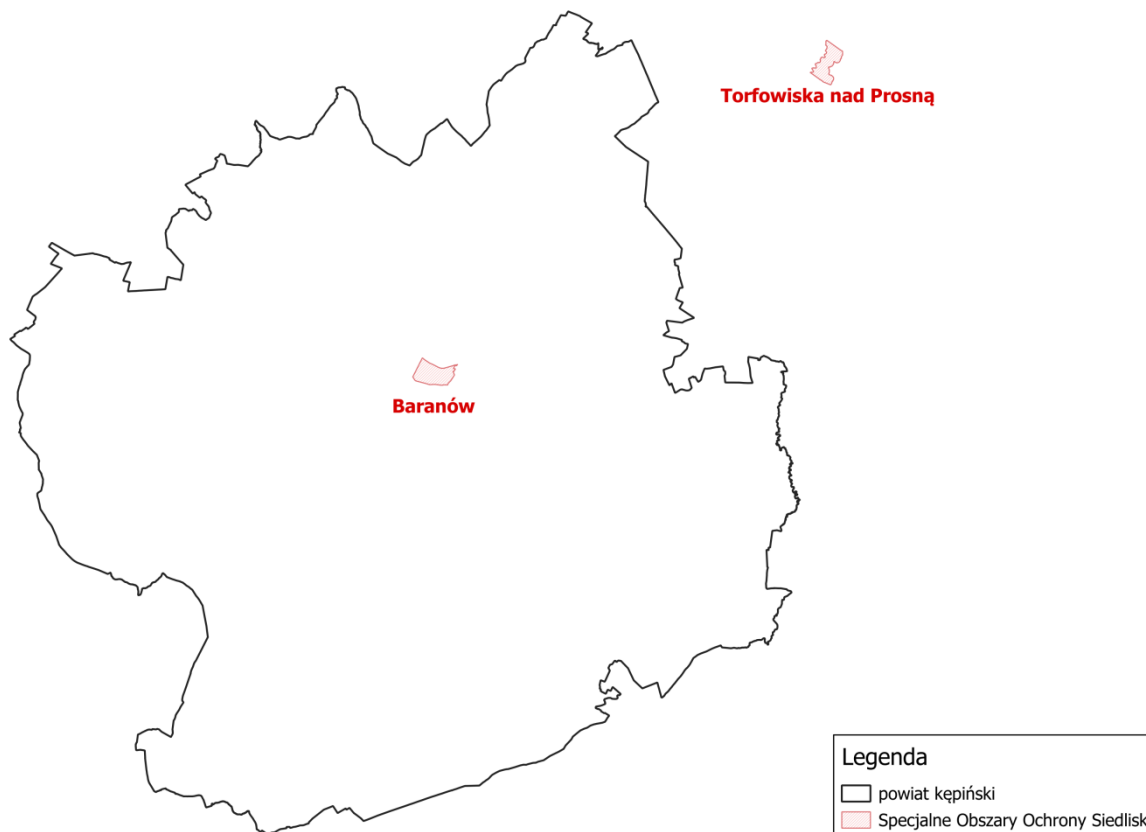 Torfowiska nad Prosną
Baranów
Legenda
powiat kępiński
Specjalne Obszary Ochrony Siedlisk